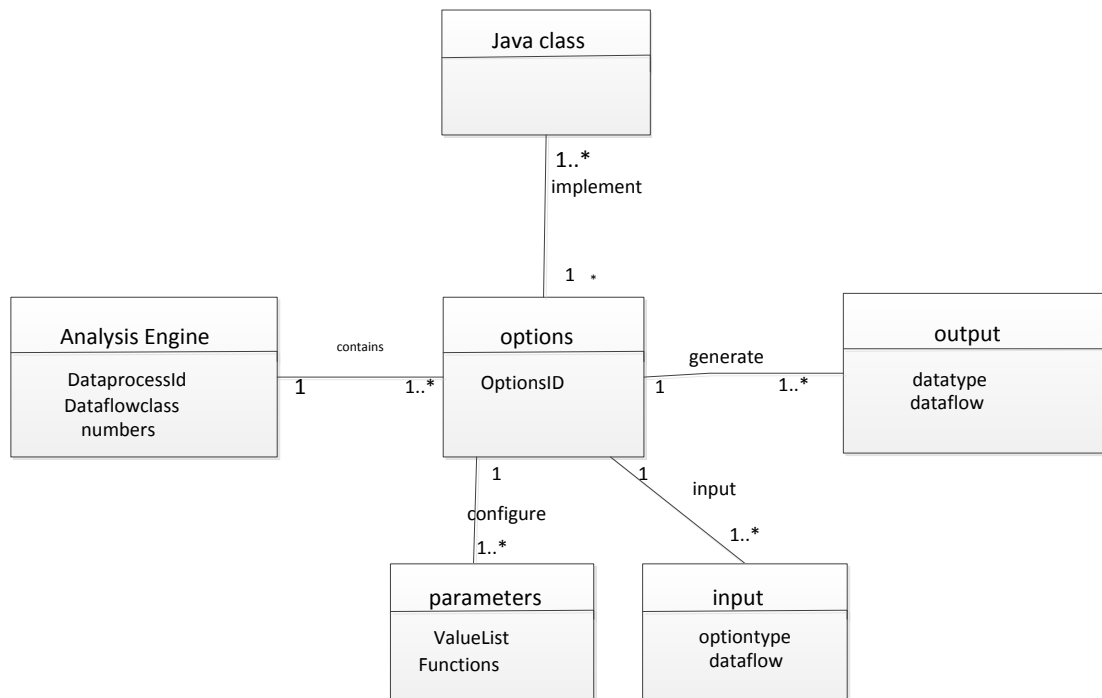 Java class
1..*
implement
1 *
Analysis Engine
DataprocessId
Dataflowclass
numbers
contains
1
1..*
options
OptionsID
generate
1
1..*
output
datatype
dataflow
1
configure
1..*
1
input
1..*
parameters
ValueList
Functions
input
optiontype
dataflow